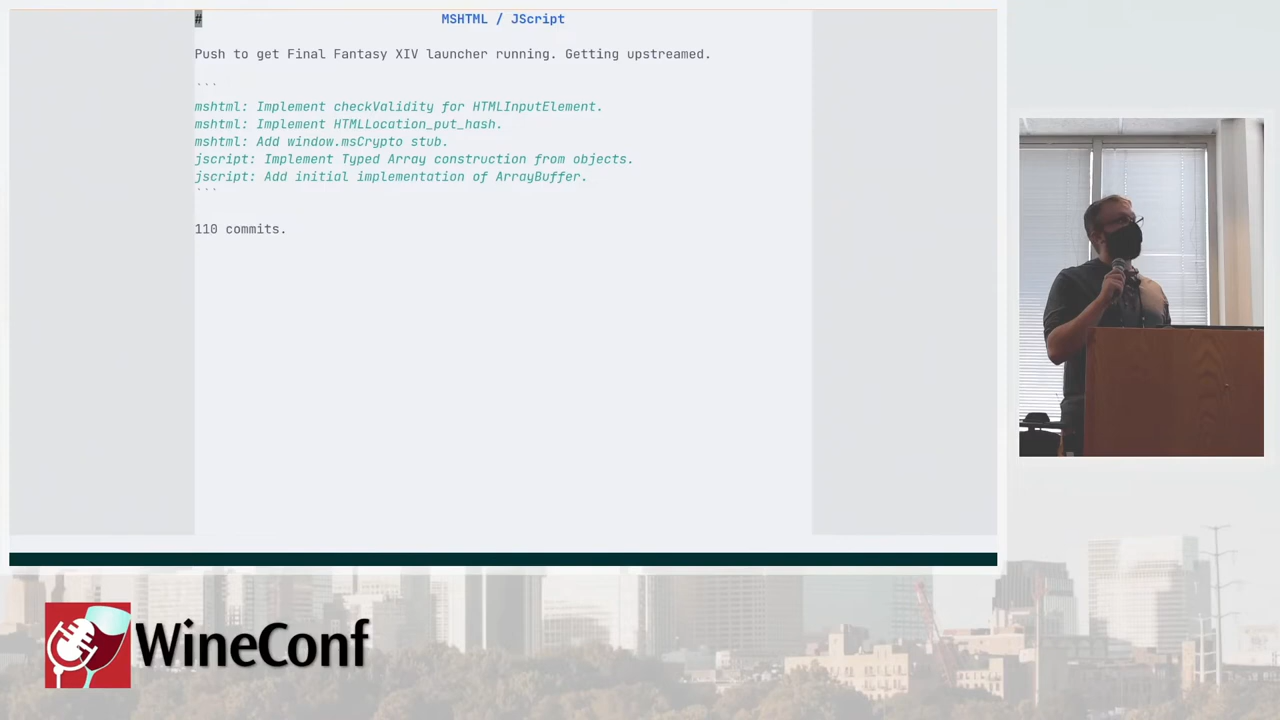 # MSHTML / JScript
Push to get Final Fantasy XIV launcher running. Getting upstreamed.
```
mshtml: Implement checkValidity for HTMLInputElement.
mshtml: Implement HTMLLocation_put_hash.
mshtml: Add window.msCrypto stub.
jscript: Implement Typed Array construction from objects.
jscript: Add initial implementation of ArrayBuffer.
```
110 commits.
WineConf